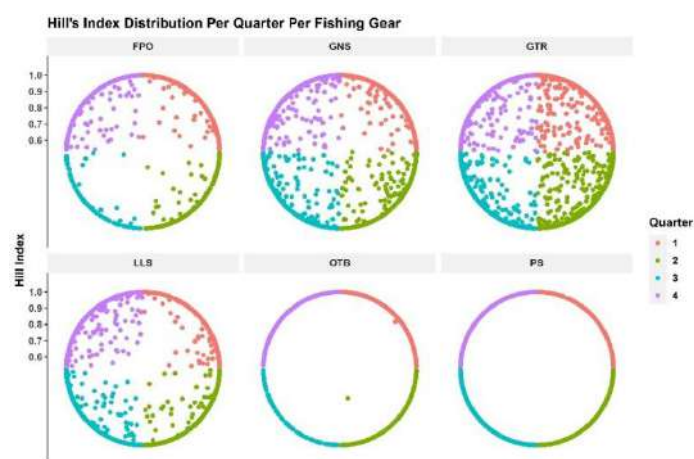 Hill's Index Distribution Per Quarter Per Fishing Gear
FPO GNS GTR
1.0
0.9
0.8
0.7
0.6
LLS OTB PS
1.0
0.9
0.8
0.7
0.6
Hill Index
Quarter
1
2
3
4